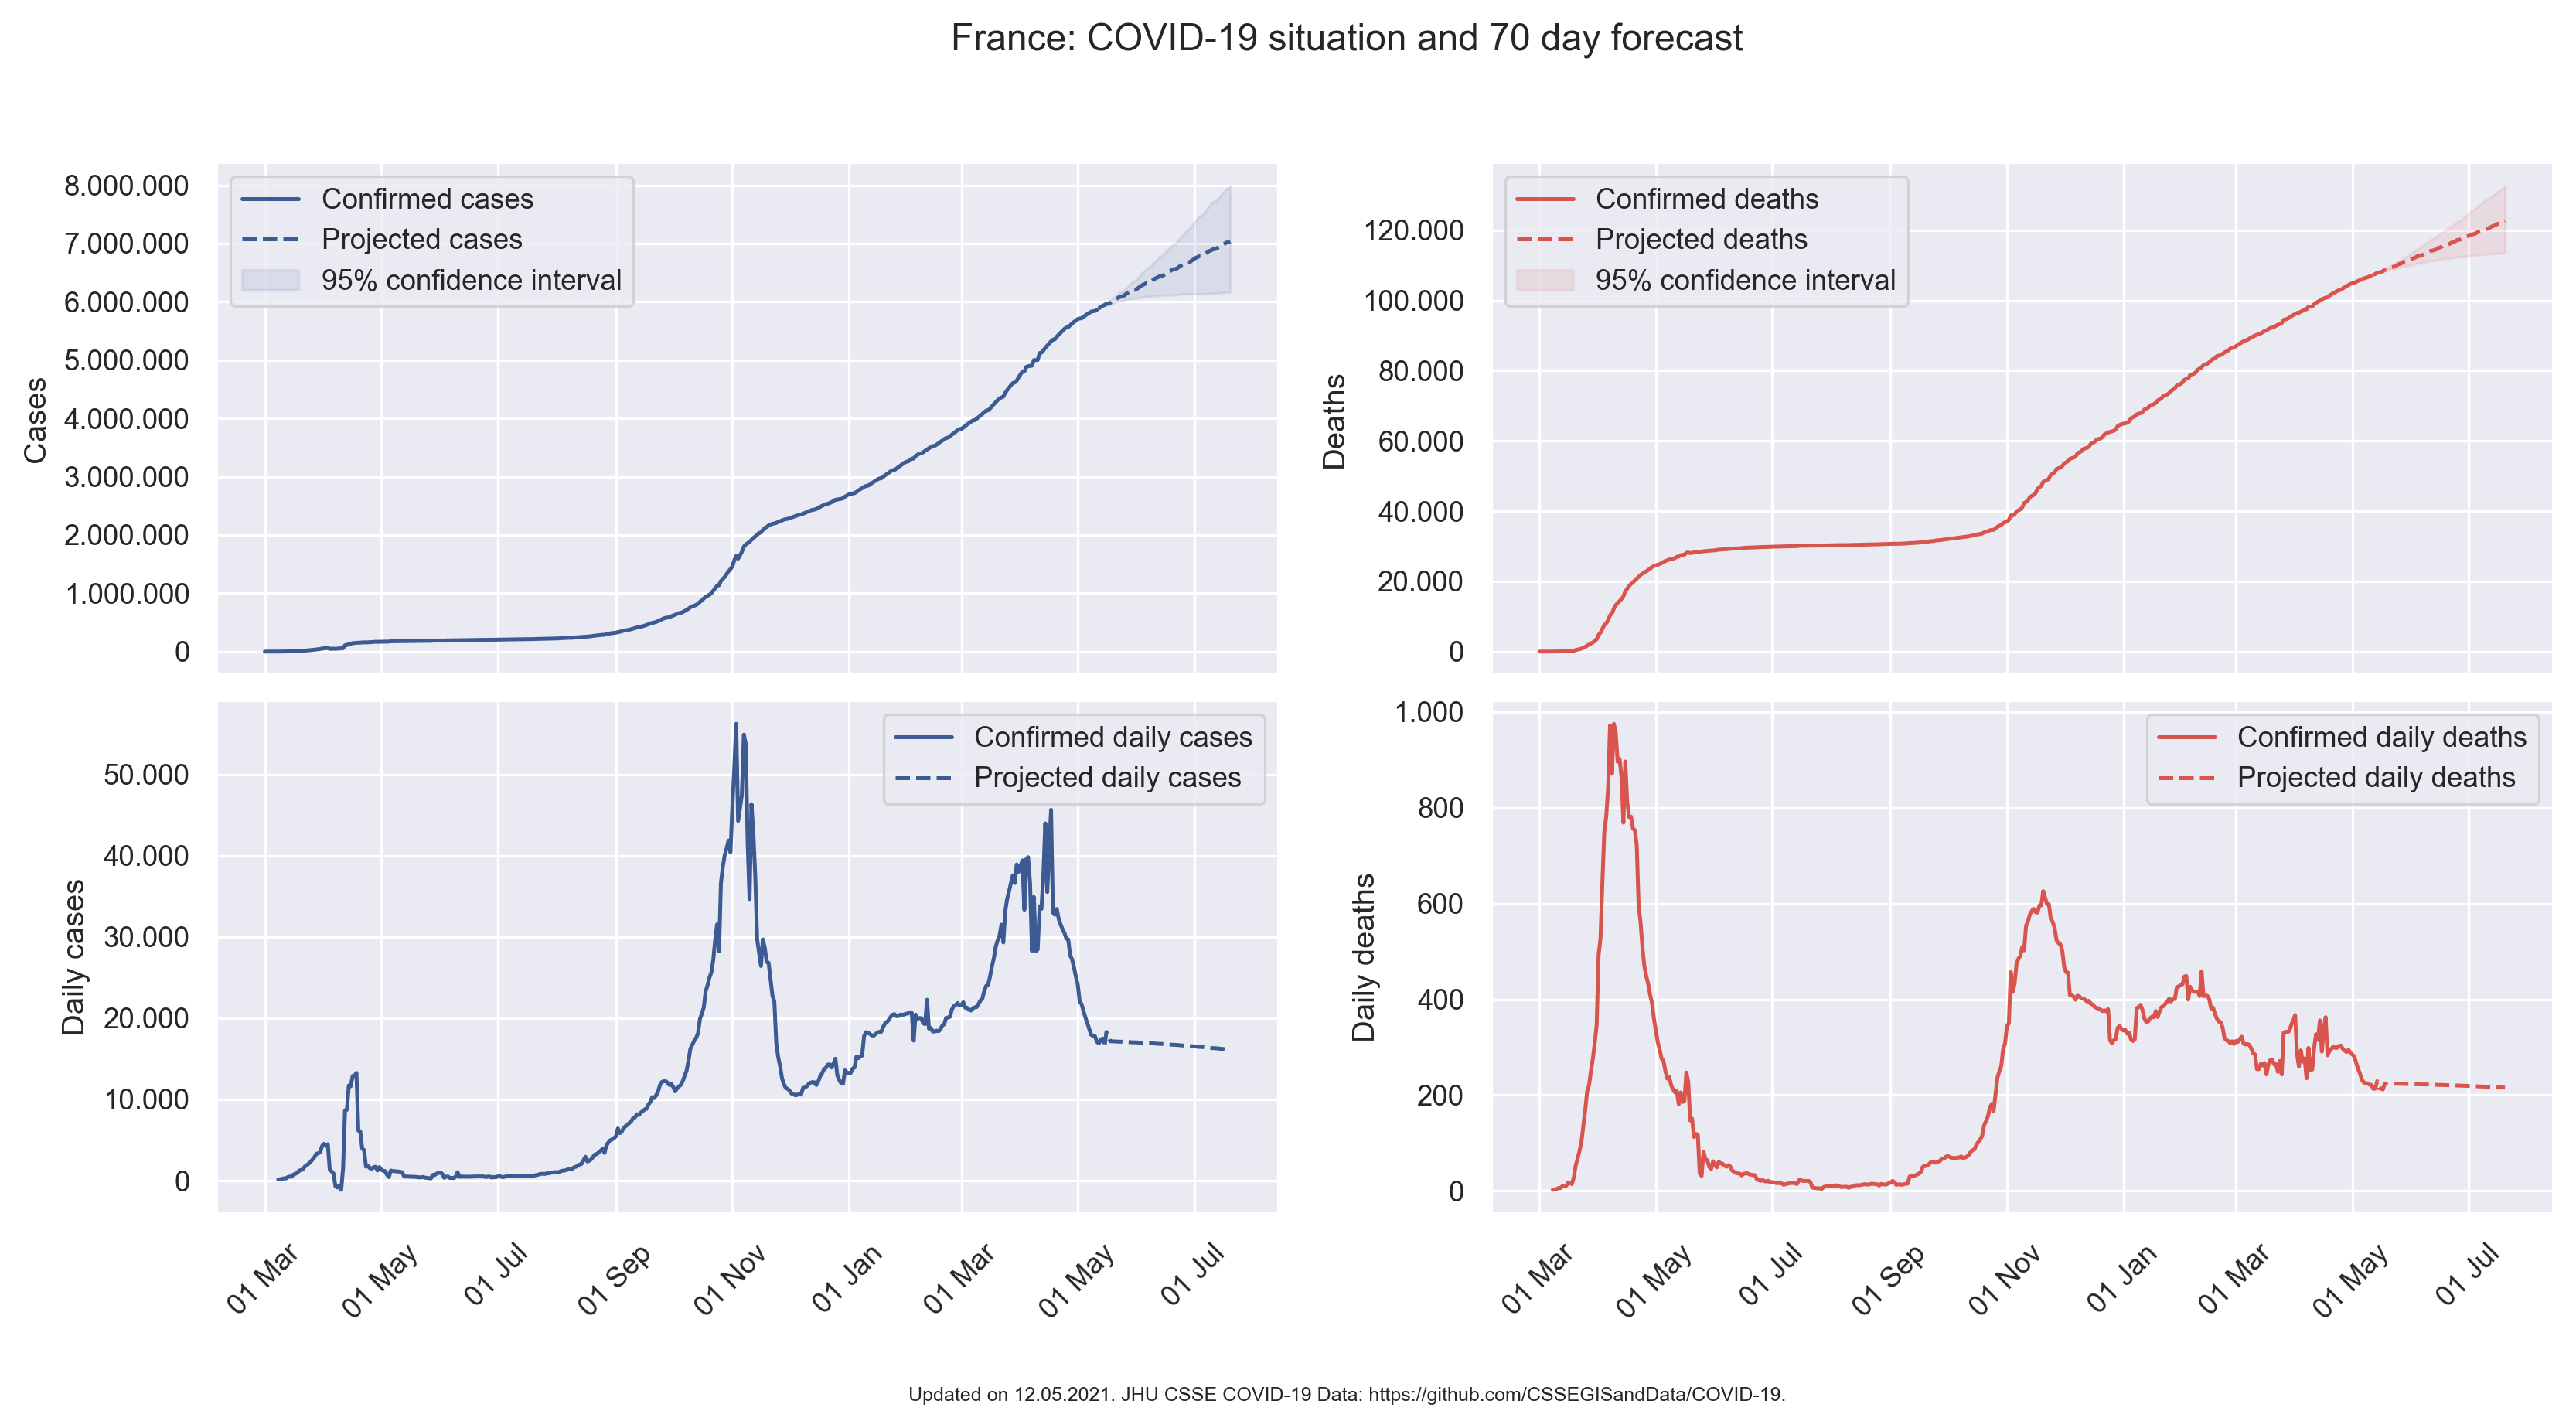 France: COVID-19 situation and 70 day forecast
Confirmed cases
Projected cases
95% confidence interval
8.000.000
7.000.000
6.000.000
5.000.000
4.000.000
3.000.000
2.000.000
1.000.000
0
Cases
Confirmed deaths
Projected deaths
95% confidence interval
120.000
100.000
80.000
60.000
40.000
20.000
0
Deaths
Confirmed daily cases
Projected daily cases
50.000
40.000
30.000
20.000
10.000
0
Daily cases
01 Mar
01 May
01 Jul
01 Sep
01 Nov
01 Jan
01 Mar
01 May
01 Jul
Confirmed daily deaths
Projected daily deaths
1.000
800
600
400
200
0
Daily deaths
01 Mar
01 May
01 Jul
01 Sep
01 Nov
01 Jan
01 Mar
01 May
01 Jul
Updated on 12.05.2021. JHU CSSE COVID-19 Data: https://github.com/CSSEGISandData/COVID-19.